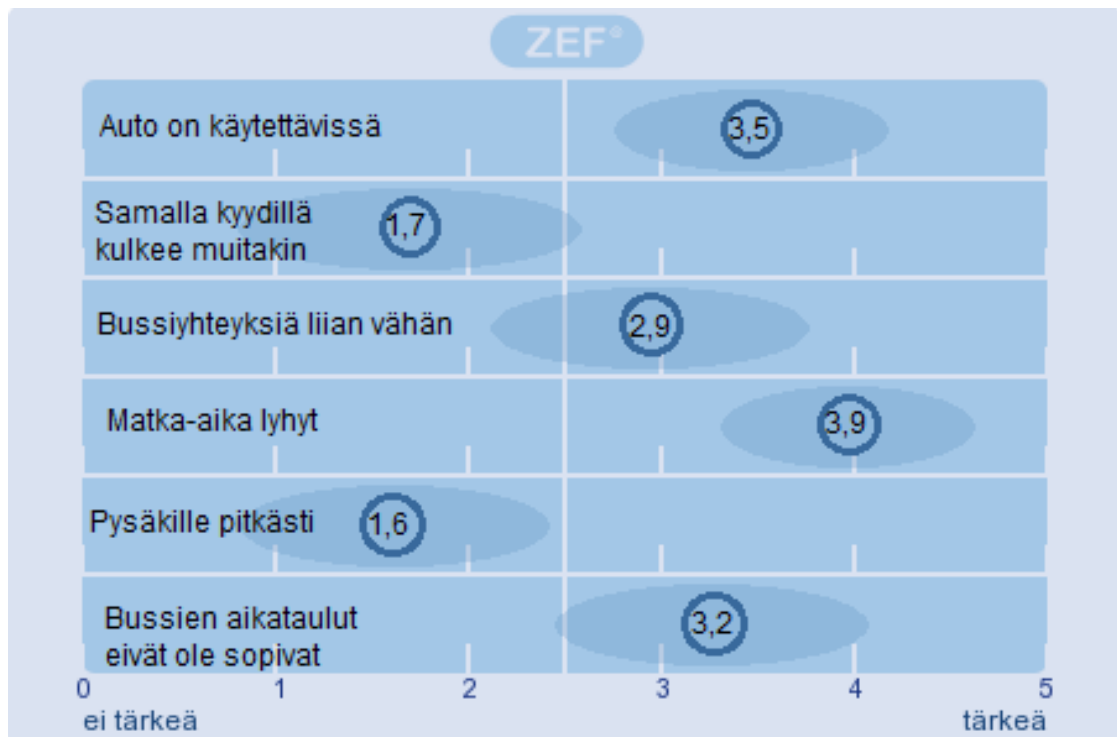 ZEF®
Auto on käytettävissä
3,5
Samalla kyydillä
kulkee muitakin
1,7
Bussiyhteyksiä liian vähän
2,9
Matka-aika lyhyt
3,9
Pysäkille pitkästi
1,6
Bussien aikataulut
eivät ole sopivat
3,2
0 1 2 3 4 5
ei tärkeä tärkeä